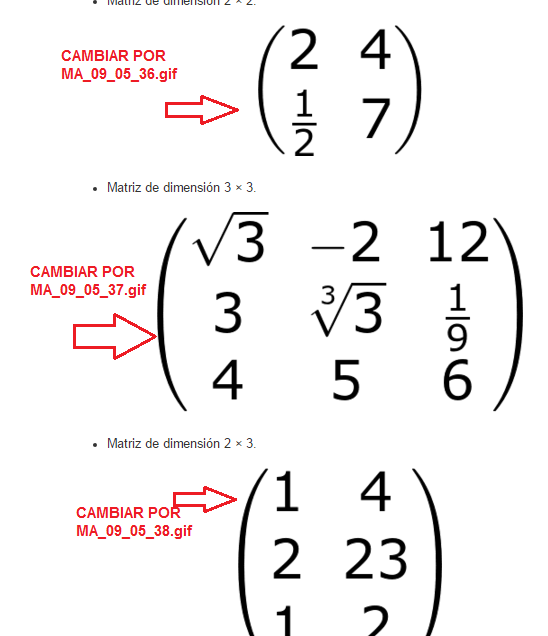 • Matriz de dimensión 2 × 2.
CAMBIAR POR
MA_09_05_36.gif
2 4
1/2 7
• Matriz de dimensión 3 × 3.
√3 −2 12
CAMBIAR POR
MA_09_05_37.gif
3 ∛3 1/9
4 5 6
• Matriz de dimensión 2 × 3.
1 4
CAMBIAR POR
MA_09_05_38.gif
2 23
1 2